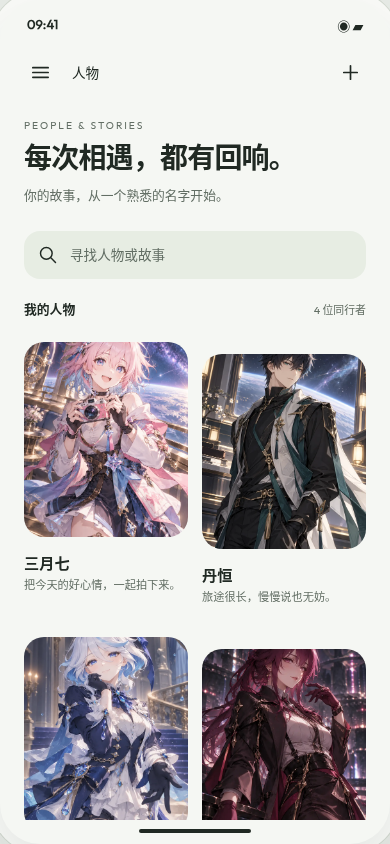 09:41
人物
PEOPLE & STORIES
每次相遇，都有回响。
你的故事，从一个熟悉的名字开始。
寻找人物或故事
我的人物
4 位同行者
三月七
把今天的好心情，一起拍下来。
丹恒
旅途很长，慢慢说也无妨。